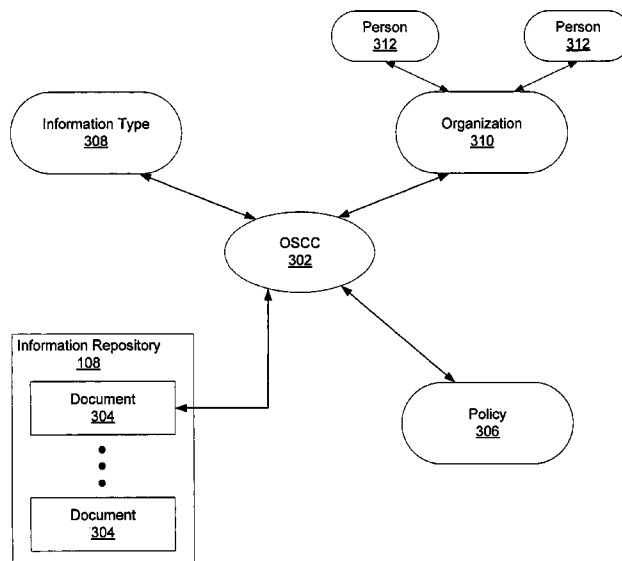 Person
312
Person
312
Information Type
308
Organization
310
OSCC
302
Information Repository
108
Document
304
Document
304
Policy
306